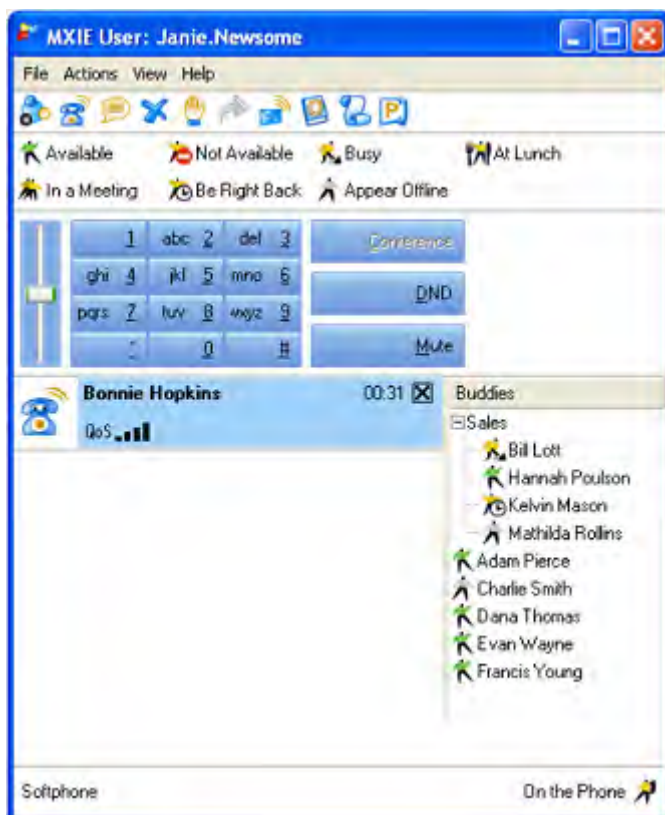 MXIE User: Janie.Newsome
File Actions View Help
P
Available Not Available Busy At Lunch
In a Meeting Be Right Back Appear Offline
1 abc 2 def 3 Conference
ghi 4 jkl 5 mno 6 DND
pqrs 7 tuv 8 wxyz 9
* 0 # Mute
Bonnie Hopkins 00:31
QoS
Buddies
Sales
Bill Lott
Hannah Poulson
Kelvin Mason
Mathilda Rollins
Adam Pierce
Charlie Smith
Dana Thomas
Evan Wayne
Francis Young
Softphone On the Phone